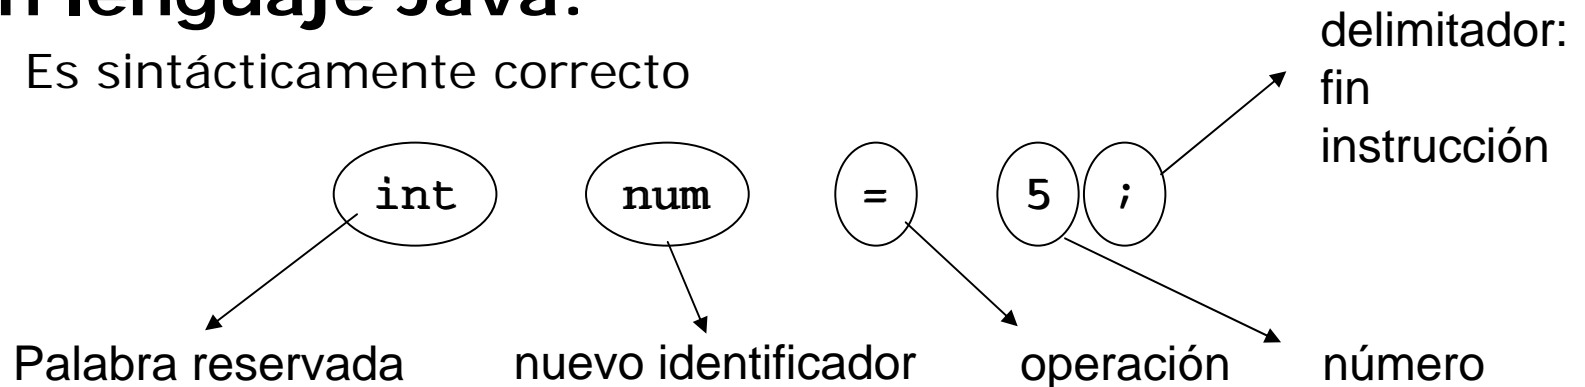 lenguaje Java:
Es sintácticamente correcto
delimitador:
fin
instrucción
int num = 5 ;
Palabra reservada nuevo identificador operación número